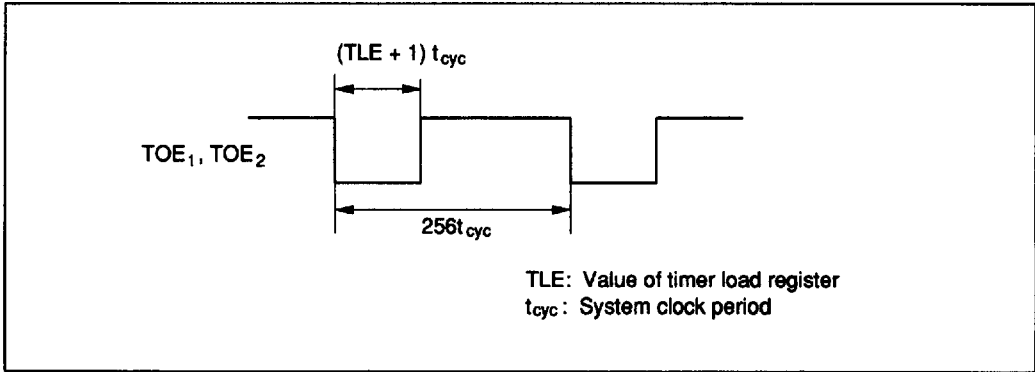 (TLE + 1) tcyc
TOE1, TOE2
256tcyc
TLE: Value of timer load register
tcyc : System clock period